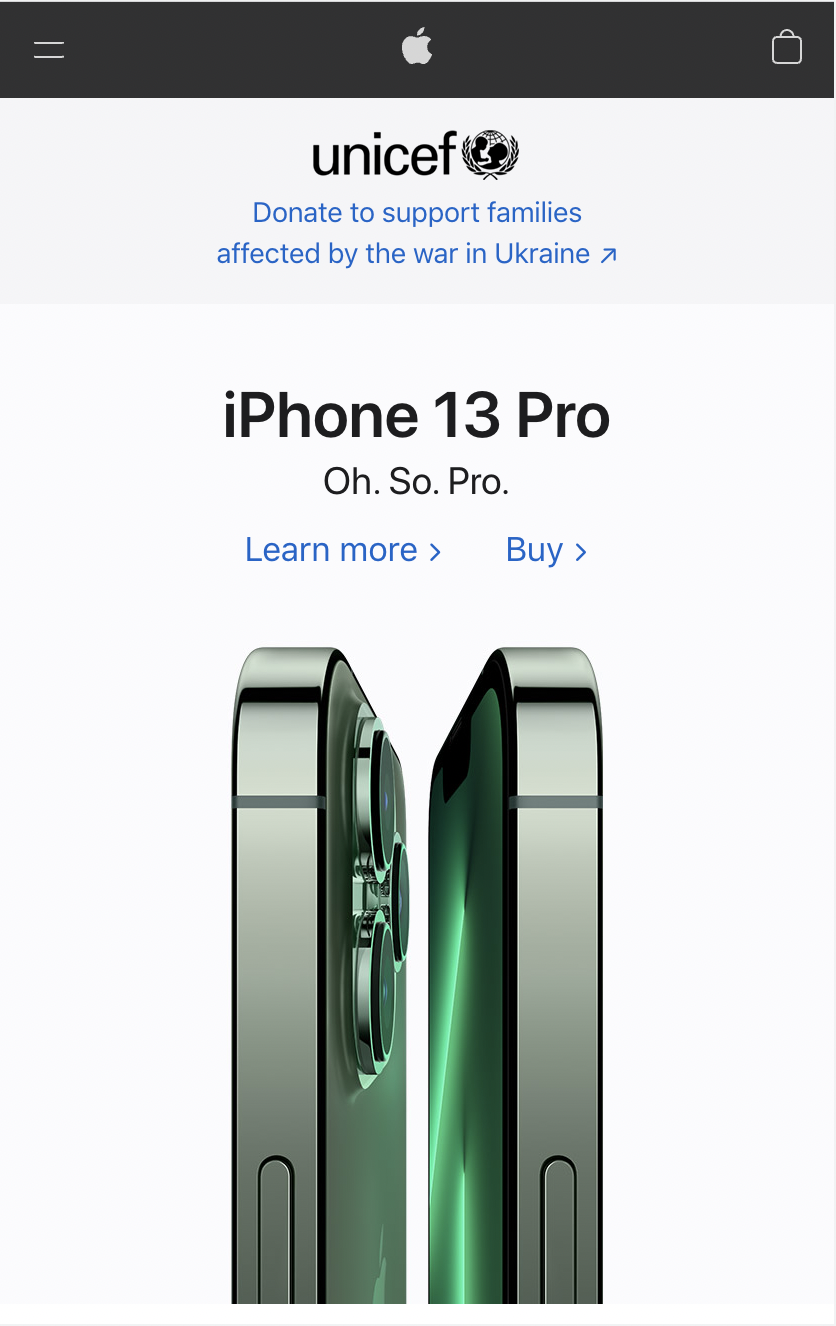 unicef
Donate to support families
affected by the war in Ukraine ↗
iPhone 13 Pro
Oh. So. Pro.
Learn more > Buy >